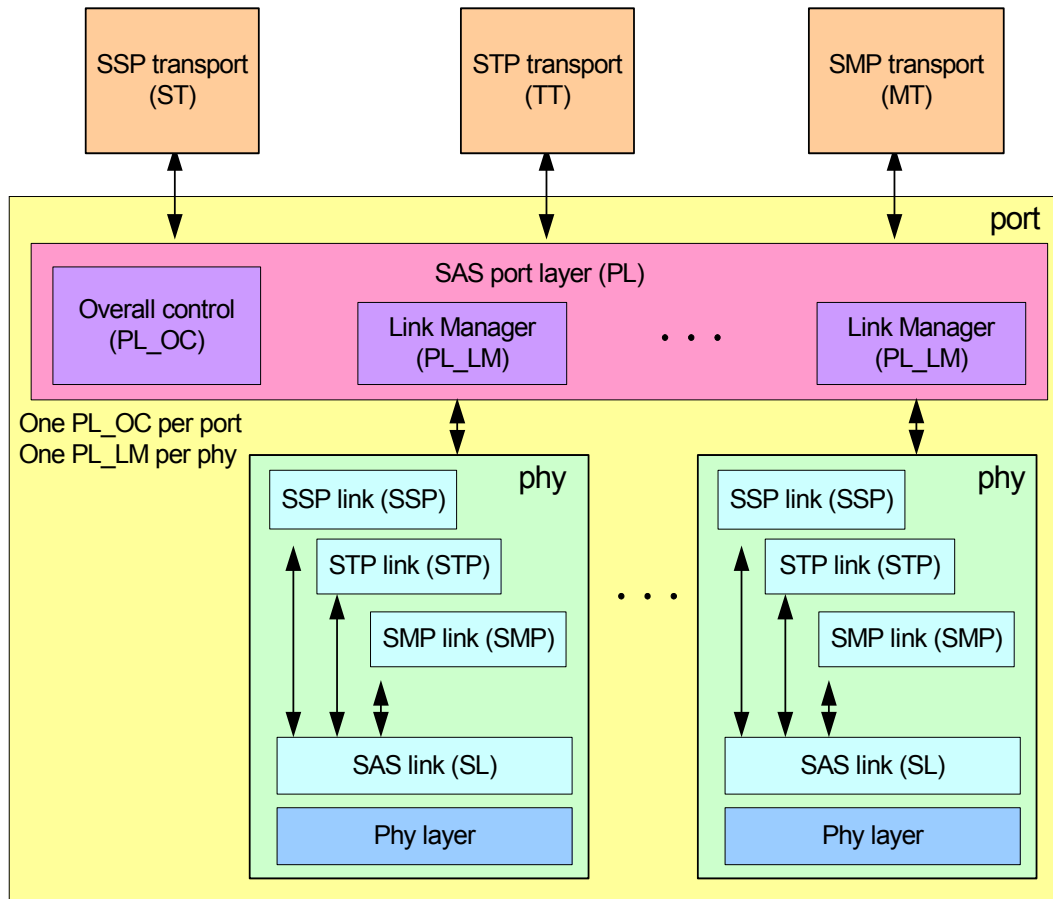 SSP transport
(ST)
STP transport
(TT)
SMP transport
(MT)
port
SAS port layer (PL)
Overall control
(PL_OC)
Link Manager
(PL_LM)
. . .
Link Manager
(PL_LM)
One PL_OC per port
One PL_LM per phy
phy
SSP link (SSP)
STP link (STP)
SMP link (SMP)
SAS link (SL)
Phy layer
. . .
phy
SSP link (SSP)
STP link (STP)
SMP link (SMP)
SAS link (SL)
Phy layer